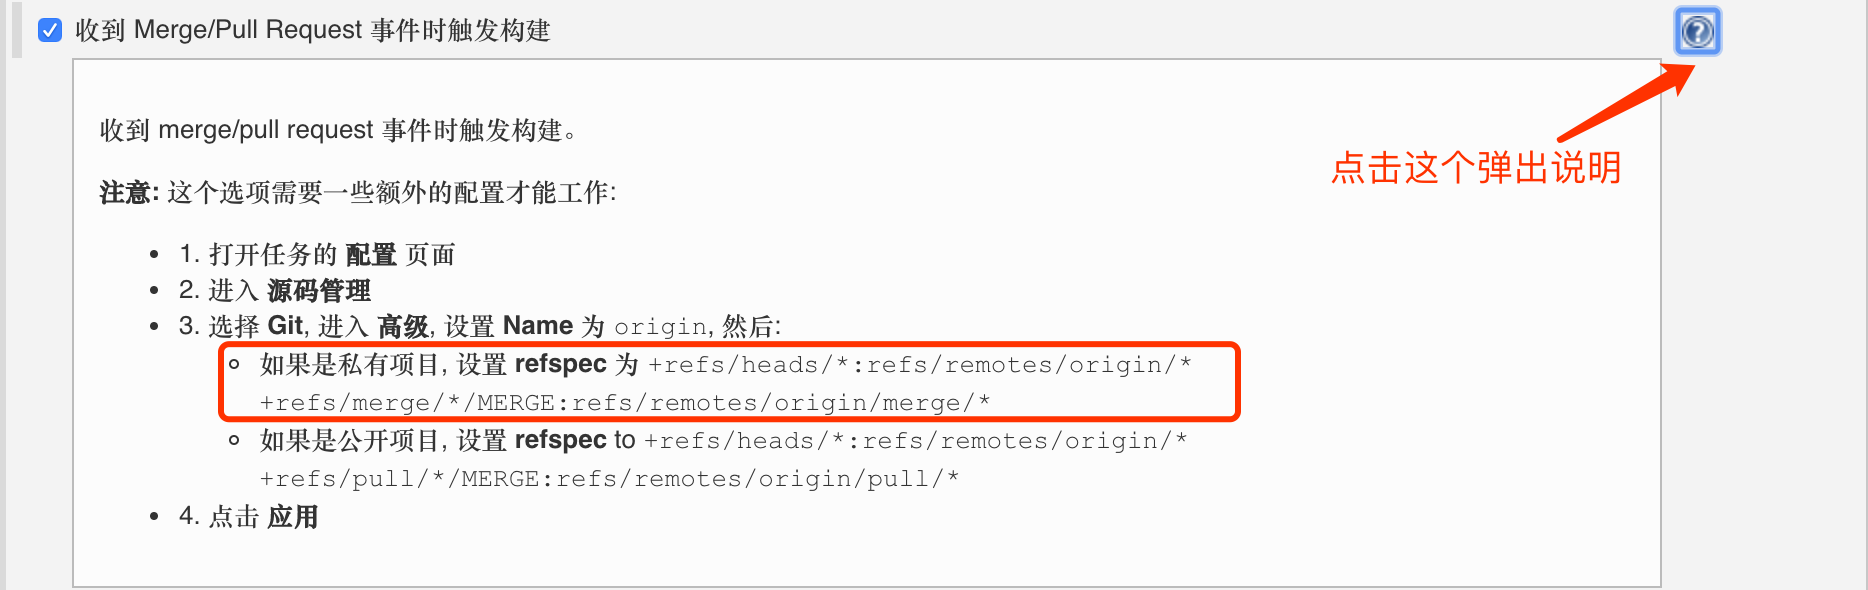 收到 Merge/Pull Request 事件时触发构建
收到 merge/pull request 事件时触发构建。
点击这个弹出说明
注意: 这个选项需要一些额外的配置才能工作:
1. 打开任务的 配置 页面
2. 进入 源码管理
3. 选择 Git, 进入 高级, 设置 Name 为 origin, 然后:
如果是私有项目, 设置 refspec 为 +refs/heads/*:refs/remotes/origin/*
+refs/merge/*/MERGE:refs/remotes/origin/merge/*
如果是公开项目, 设置 refspec to +refs/heads/*:refs/remotes/origin/*
+refs/pull/*/MERGE:refs/remotes/origin/pull/*
4. 点击 应用